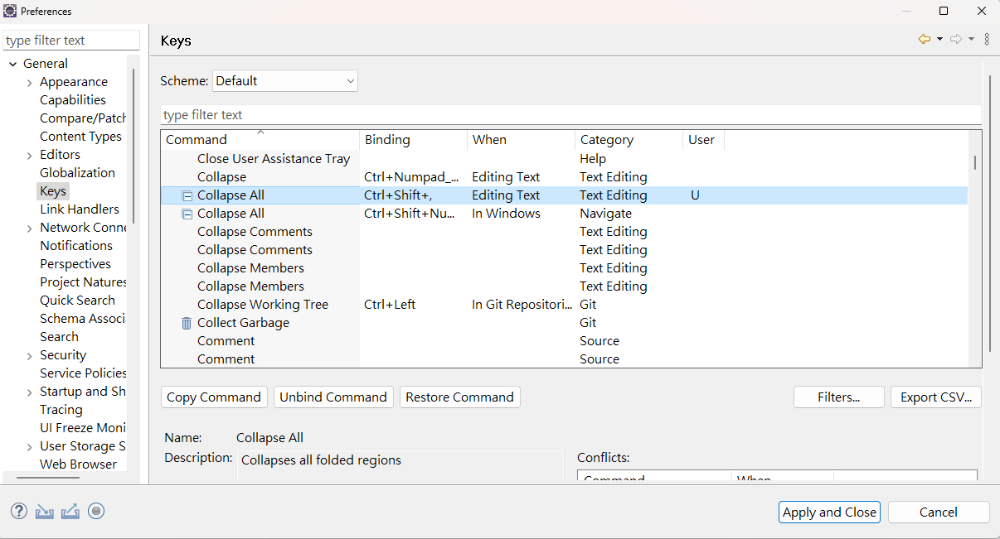 Preferences
type filter text
General
Appearance
Capabilities
Compare/Patch
Content Types
Editors
Globalization
Keys
Link Handlers
Network Conne
Notifications
Perspectives
Project Natures
Quick Search
Schema Associ
Search
Security
Service Policies
Startup and Sh
Tracing
UI Freeze Moni
User Storage S
Web Browser
Keys
Scheme: Default
type filter text
Command Binding When Category User
Close User Assistance Tray Help
Collapse Ctrl+Numpad_... Editing Text Text Editing
Collapse All Ctrl+Shift+, Editing Text Text Editing U
Collapse All Ctrl+Shift+Nu... In Windows Navigate
Collapse Comments Text Editing
Collapse Comments Text Editing
Collapse Members Text Editing
Collapse Members Text Editing
Collapse Working Tree Ctrl+Left In Git Repositori... Git
Collect Garbage Git
Comment Source
Comment Source
Copy Command Unbind Command Restore Command Filters... Export CSV...
Name: Collapse All
Description: Collapses all folded regions
Conflicts:
Command When
Apply and Close Cancel